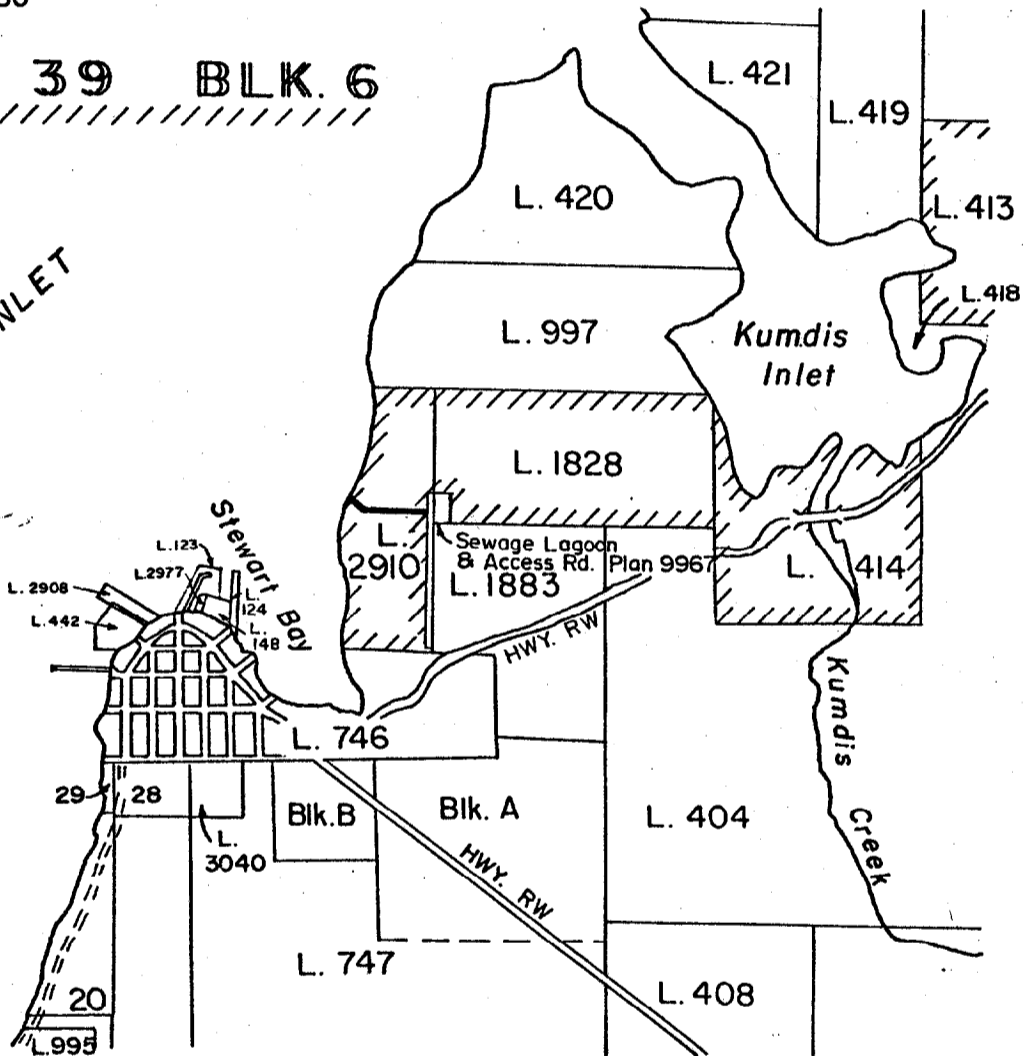 39 BLK. 6
L. 421
L. 419
L. 420
L. 413
L. 418
NLET
L. 997
Kumdis
Inlet
L. 1828
Stewart Bay
L. 123
L. 2977
L. 2908
L. 442
L. 124
L. 148
L. 2910
Sewage Lagoon
& Access Rd. Plan 9967
L. 1883
L. 414
HWY. RW
L. 746
Kumdis Creek
29
28
L. 3040
Blk. B
Blk. A
L. 404
HWY. RW
L. 747
L. 408
20
L. 995